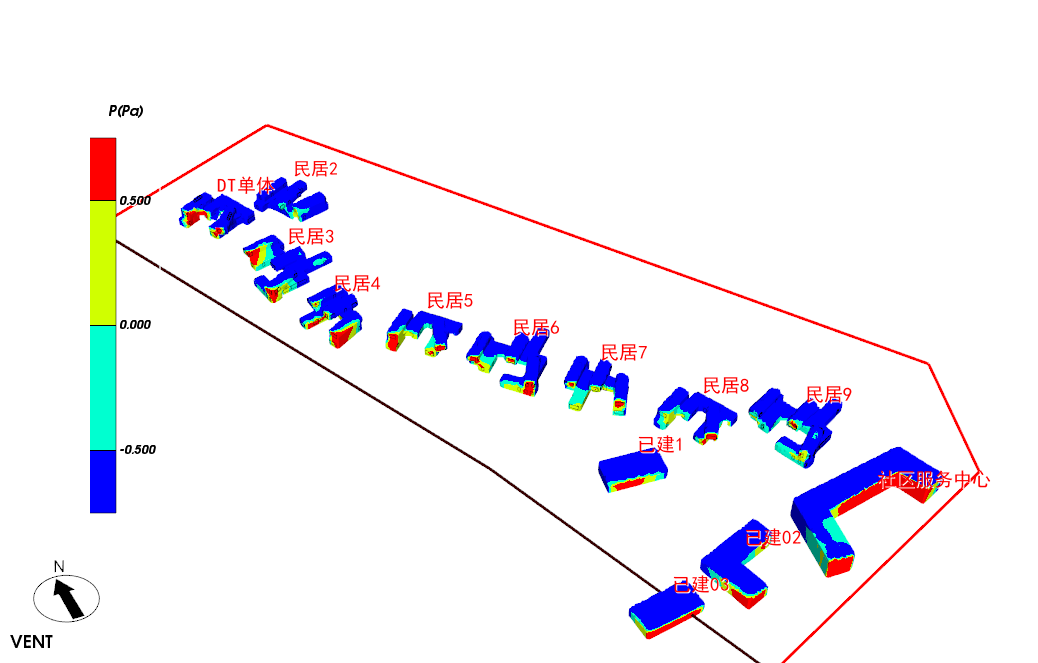 P(Pa)
0.500
0.000
-0.500
民居2
DT单体
民居3
民居4
民居5
民居6
民居7
民居8
民居9
已建1
社区服务中心
已建02
已建03
N
VENT